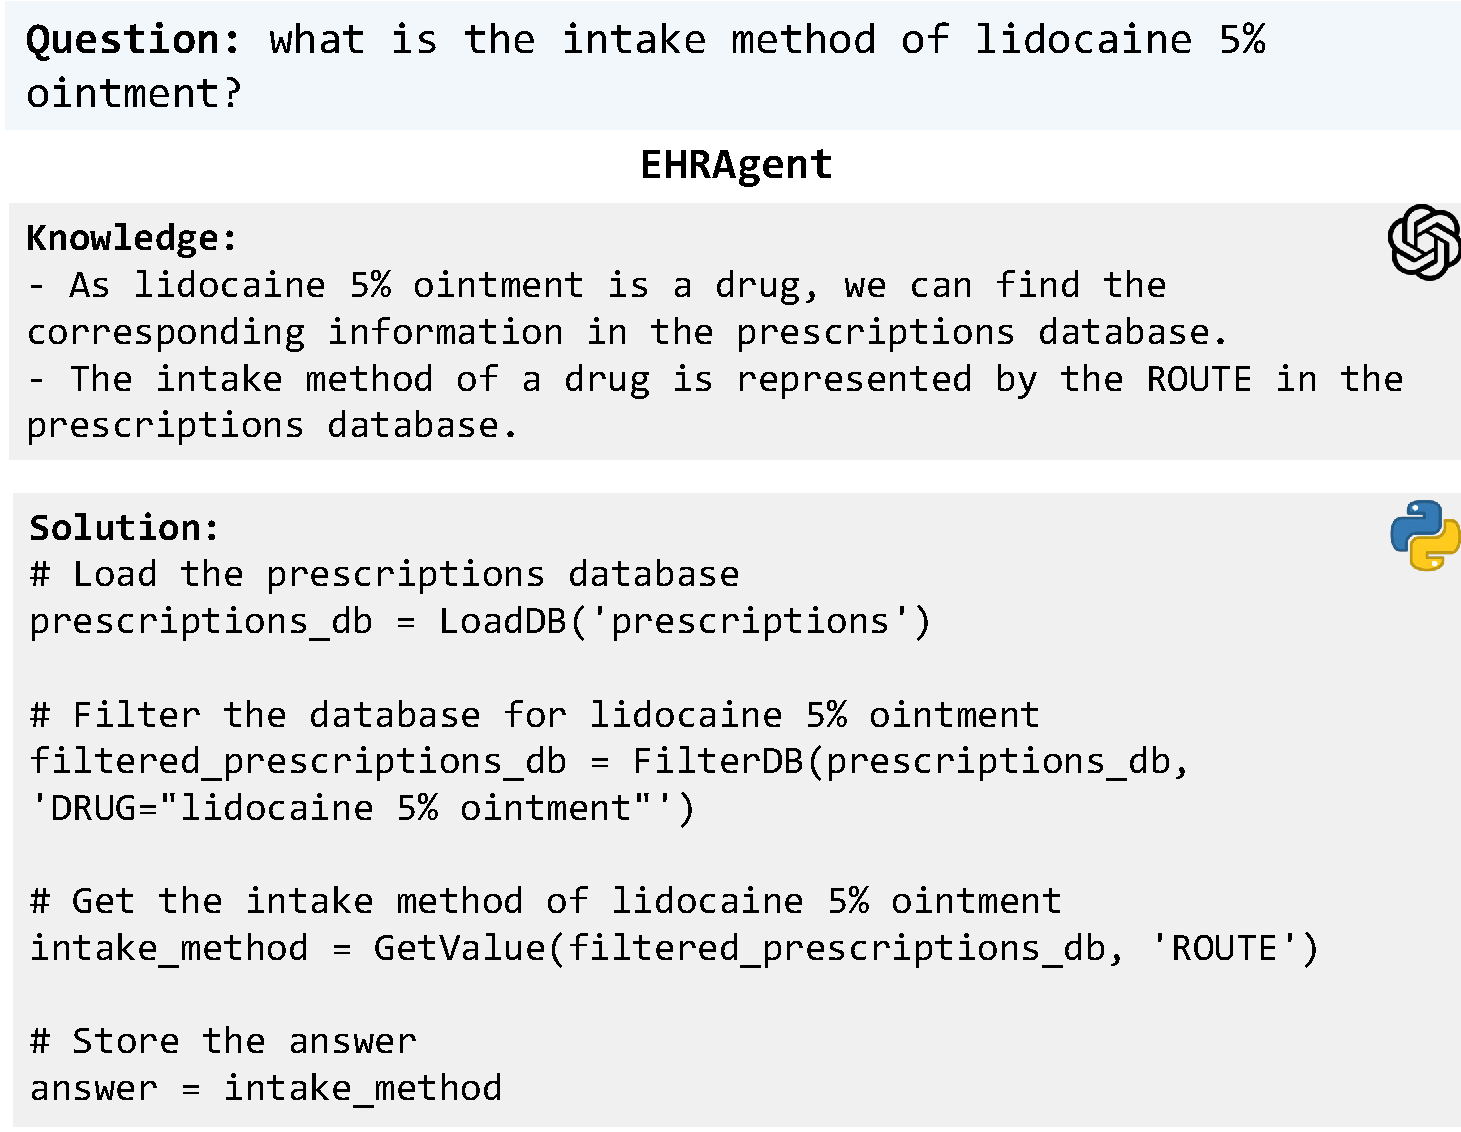 Question: what is the intake method of lidocaine 5%
ointment?
EHRAgent
Knowledge:
- As lidocaine 5% ointment is a drug, we can find the
corresponding information in the prescriptions database.
- The intake method of a drug is represented by the ROUTE in the
prescriptions database.
Solution:
# Load the prescriptions database
prescriptions_db = LoadDB('prescriptions')
# Filter the database for lidocaine 5% ointment
filtered_prescriptions_db = FilterDB(prescriptions_db,
'DRUG="lidocaine 5% ointment"')
# Get the intake method of lidocaine 5% ointment
intake_method = GetValue(filtered_prescriptions_db, 'ROUTE')
# Store the answer
answer = intake_method